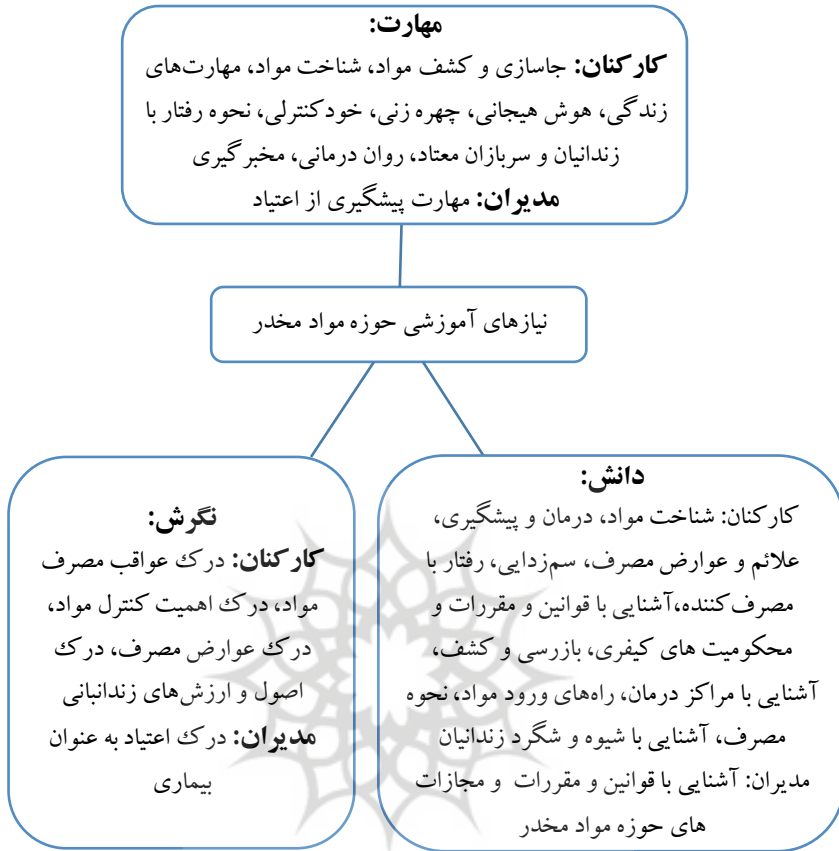 مهارت:
کارکنان: جاسازی و کشف مواد، شناخت مواد، مهارت‌های
زندگی، هوش هیجانی، چهره زنی، خودکنترلی، نحوه رفتار با
زندانیان و سربازان معتاد، روان درمانی، مخبرگیری
مدیران: مهارت پیشگیری از اعتیاد
نیازهای آموزشی حوزه مواد مخدر
دانش:
کارکنان: شناخت مواد، درمان و پیشگیری،
علائم و عوارض مصرف، سم‌زدایی، رفتار با
مصرف‌کننده،آشنایی با قوانین و مقررات و
محکومیت های کیفری، بازرسی و کشف،
آشنایی با مراکز درمان، راه‌های ورود مواد، نحوه
مصرف، آشنایی با شیوه و شگرد زندانیان
مدیران: آشنایی با قوانین و مقررات و مجازات
های حوزه مواد مخدر
نگرش:
کارکنان: درک عواقب مصرف
مواد، درک اهمیت کنترل مواد،
درک عوارض مصرف، درک
اصول و ارزش‌های زندانبانی
مدیران: درک اعتیاد به عنوان
بیماری